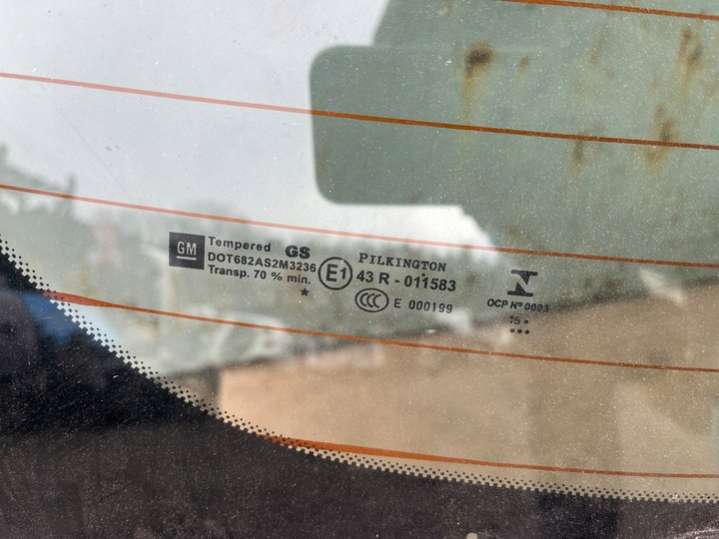 GM
Tempered GS
DOT682AS2M3236
Transp. 70 % min.
PILKINGTON
E1 43 R - 011583
CCC E 000199
N
OCP Nº 0003